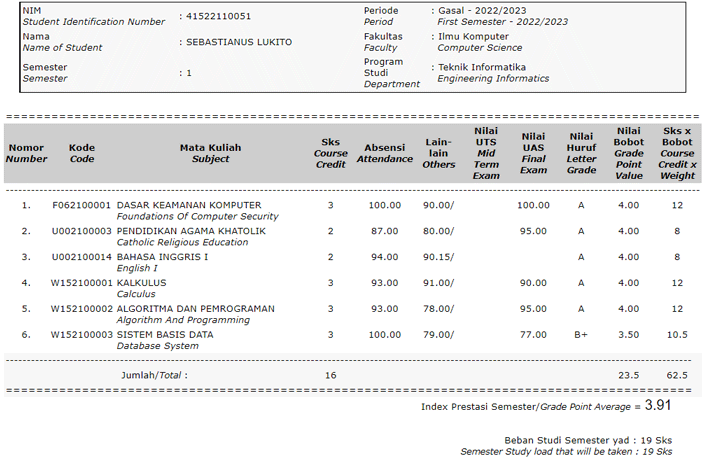 NIM : 41522110051 Periode : Gasal - 2022/2023
Student Identification Number Period First Semester - 2022/2023
Nama : SEBASTIANUS LUKITO Fakultas : Ilmu Komputer
Name of Student Faculty Computer Science
Semester : 1 Program Studi : Teknik Informatika
Semester Department Engineering Informatics
Nomor Kode Mata Kuliah Sks Absensi Lain-lain Nilai UTS Nilai UAS Nilai Huruf Nilai Bobot Sks x Bobot
Number Code Subject Course Credit Attendance Others Mid Term Exam Final Exam Letter Grade Grade Point Value Course Credit x Weight
1. F062100001 DASAR KEAMANAN KOMPUTER 3 100.00 90.00/ 100.00 A 4.00 12
Foundations Of Computer Security
2. U002100003 PENDIDIKAN AGAMA KHATOLIK 2 87.00 80.00/ 95.00 A 4.00 8
Catholic Religious Education
3. U002100014 BAHASA INGGRIS I 2 94.00 90.15/ A 4.00 8
English I
4. W152100001 KALKULUS 3 93.00 91.00/ 90.00 A 4.00 12
Calculus
5. W152100002 ALGORITMA DAN PEMROGRAMAN 3 93.00 78.00/ 95.00 A 4.00 12
Algorithm And Programming
6. W152100003 SISTEM BASIS DATA 3 100.00 79.00/ 77.00 B+ 3.50 10.5
Database System
Jumlah/Total : 16 23.5 62.5
Index Prestasi Semester/Grade Point Average = 3.91
Beban Studi Semester yad : 19 Sks
Semester Study load that will be taken : 19 Sks